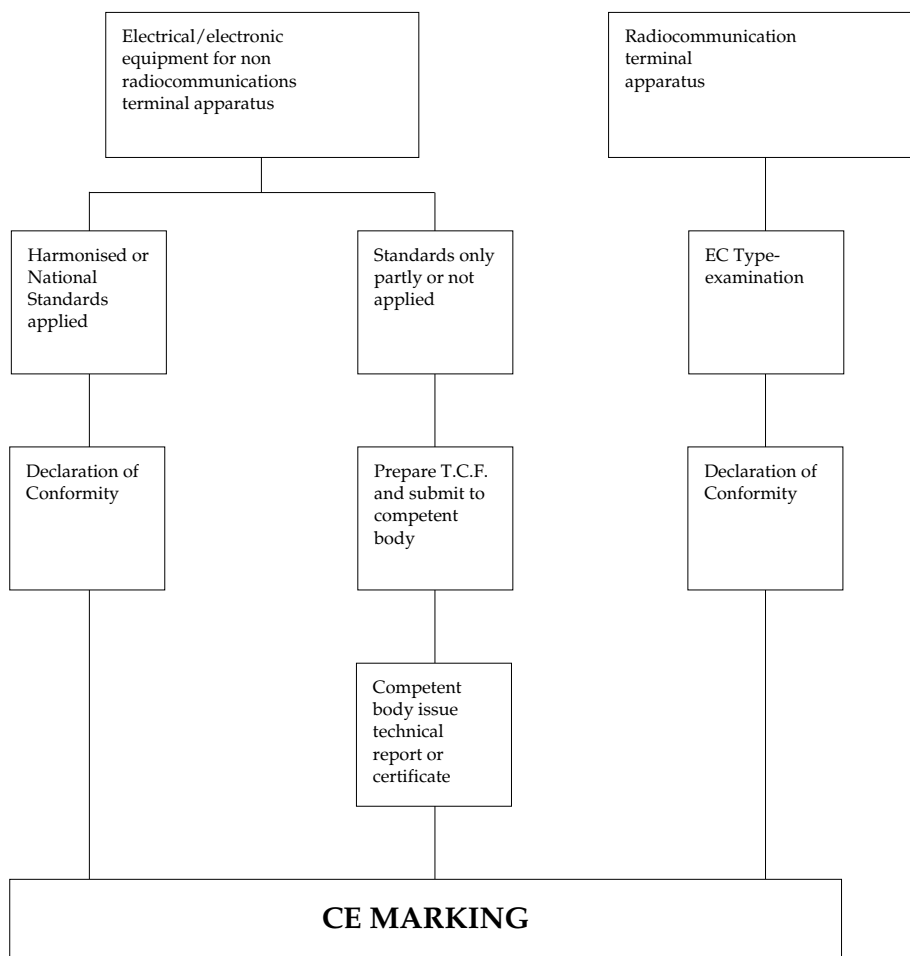 Electrical/electronic
equipment for non
radiocommunications
terminal apparatus
Radiocommunication
terminal
apparatus
Harmonised or
National
Standards
applied
Standards only
partly or not
applied
EC Type-
examination
Declaration of
Conformity
Prepare T.C.F.
and submit to
competent
body
Declaration of
Conformity
Competent
body issue
technical
report or
certificate
CE MARKING